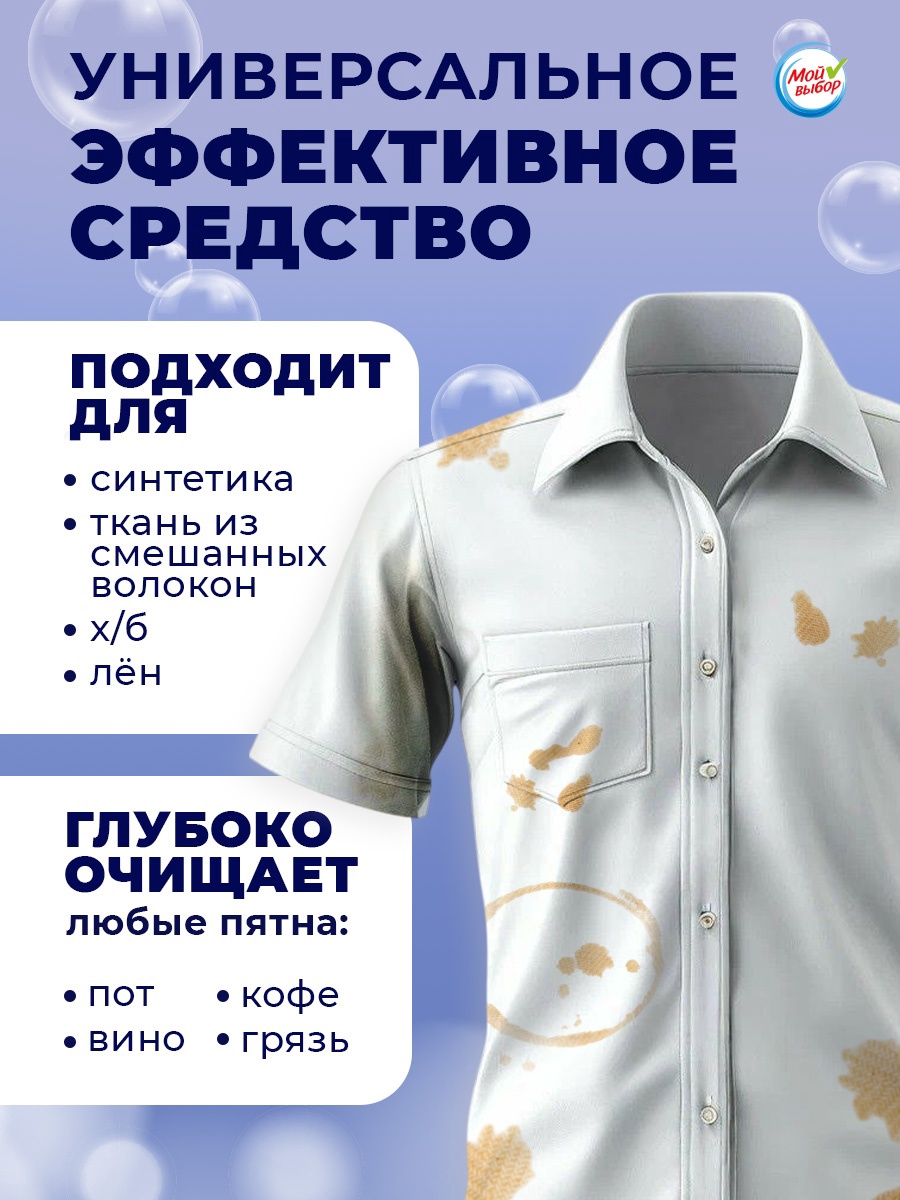 УНИВЕРСАЛЬНОЕ
ЭФФЕКТИВНОЕ
СРЕДСТВО
Мой
выбор
ПОДХОДИТ
ДЛЯ
• синтетика
• ткань из
смешанных
волокон
• х/б
• лён
ГЛУБОКО
ОЧИЩАЕТ
любые пятна:
• пот • кофе
• вино • грязь